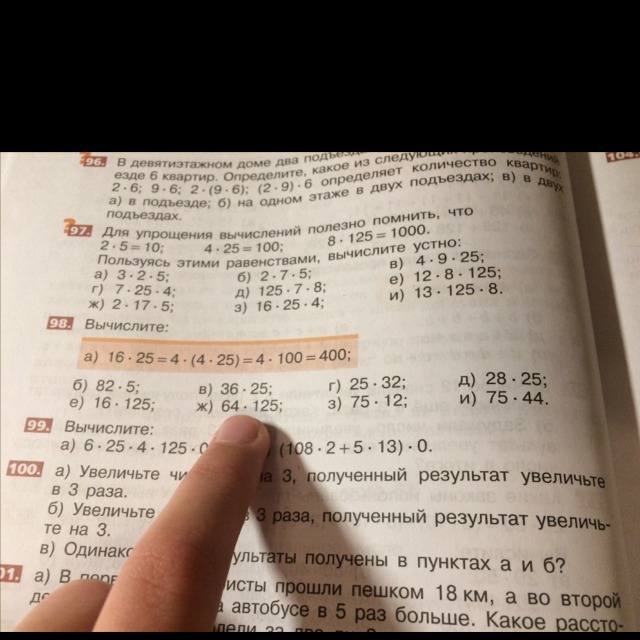 96. В девятиэтажном доме два
езде 6 квартир. Определите, какое из следующих
2 · 6; 9 · 6; 2 · (9 · 6); (2 · 9) · 6 определяет количество квартир:
а) в подъезде; б) на одном этаже в двух подъездах; в) в двух
подъездах.
97. Для упрощения вычислений полезно помнить, что
2 · 5 = 10; 4 · 25 = 100; 8 · 125 = 1000.
Пользуясь этими равенствами, вычислите устно:
а) 3 · 2 · 5; б) 2 · 7 · 5; в) 4 · 9 · 25;
г) 7 · 25 · 4; д) 125 · 7 · 8; е) 12 · 8 · 125;
ж) 2 · 17 · 5; з) 16 · 25 · 4; и) 13 · 125 · 8.
98. Вычислите:
а) 16 · 25 = 4 · (4 · 25) = 4 · 100 = 400;
б) 82 · 5; в) 36 · 25; г) 25 · 32; д) 28 · 25;
е) 16 · 125; ж) 64 · 125; з) 75 · 12; и) 75 · 44.
99. Вычислите:
а) 6 · 25 · 4 · 125 · (108 · 2 + 5 · 13) · 0.
100. а) Увеличьте на 3, полученный результат увеличьте
в 3 раза.
б) Увеличьте 3 раза, полученный результат увеличь-
те на 3.
в) получены в пунктах а и б?
а) В прошли пешком 18 км, а во второй
автобусе в 5 раз больше. Какое рассто-
за